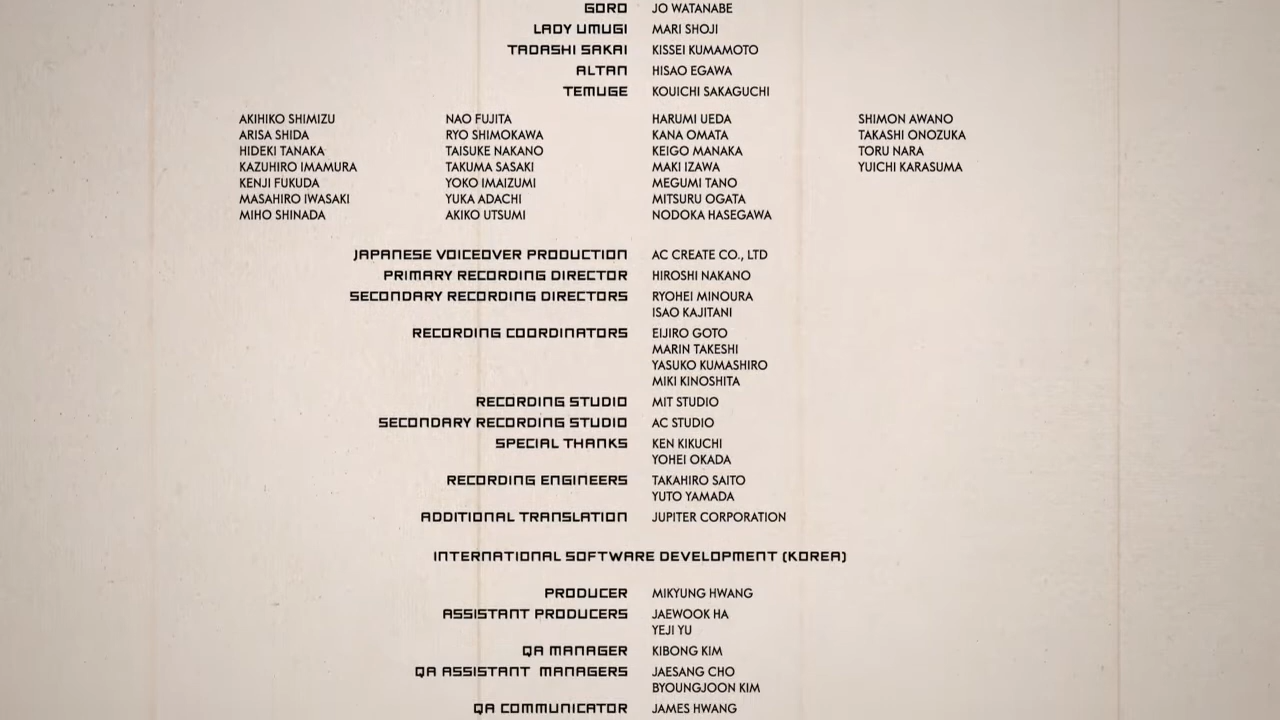 GORO JO WATANABE
LADY UMUGI MARI SHOJI
TADASHI SAKAI KISSEI KUMAMOTO
ALTAN HISAO EGAWA
TEMUGE KOUICHI SAKAGUCHI
AKIHIKO SHIMIZU NAO FUJITA HARUMI UEDA SHIMON AWANO
ARISA SHIDA RYO SHIMOKAWA KANA OMATA TAKASHI ONOZUKA
HIDEKI TANAKA TAISUKE NAKANO KEIGO MANAKA TORU NARA
KAZUHIRO IMAMURA TAKUMA SASAKI MAKI IZAWA YUICHI KARASUMA
KENJI FUKUDA YOKO IMAIZUMI MEGUMI TANO
MASAHIRO IWASAKI YUKA ADACHI MITSURU OGATA
MIHO SHINADA AKIKO UTSUMI NODOKA HASEGAWA
JAPANESE VOICEOVER PRODUCTION AC CREATE CO., LTD
PRIMARY RECORDING DIRECTOR HIROSHI NAKANO
SECONDARY RECORDING DIRECTORS RYOHEI MINOURA
ISAO KAJITANI
RECORDING COORDINATORS EIJIRO GOTO
MARIN TAKESHI
YASUKO KUMASHIRO
MIKI KINOSHITA
RECORDING STUDIO MIT STUDIO
SECONDARY RECORDING STUDIO AC STUDIO
SPECIAL THANKS KEN KIKUCHI
YOHEI OKADA
RECORDING ENGINEERS TAKAHIRO SAITO
YUTO YAMADA
ADDITIONAL TRANSLATION JUPITER CORPORATION
INTERNATIONAL SOFTWARE DEVELOPMENT (KOREA)
PRODUCER MIKYUNG HWANG
ASSISTANT PRODUCERS JAEWOOK HA
YEJI YU
QA MANAGER KIBONG KIM
QA ASSISTANT MANAGERS JAESANG CHO
BYOUNGJOON KIM
QA COMMUNICATOR JAMES HWANG